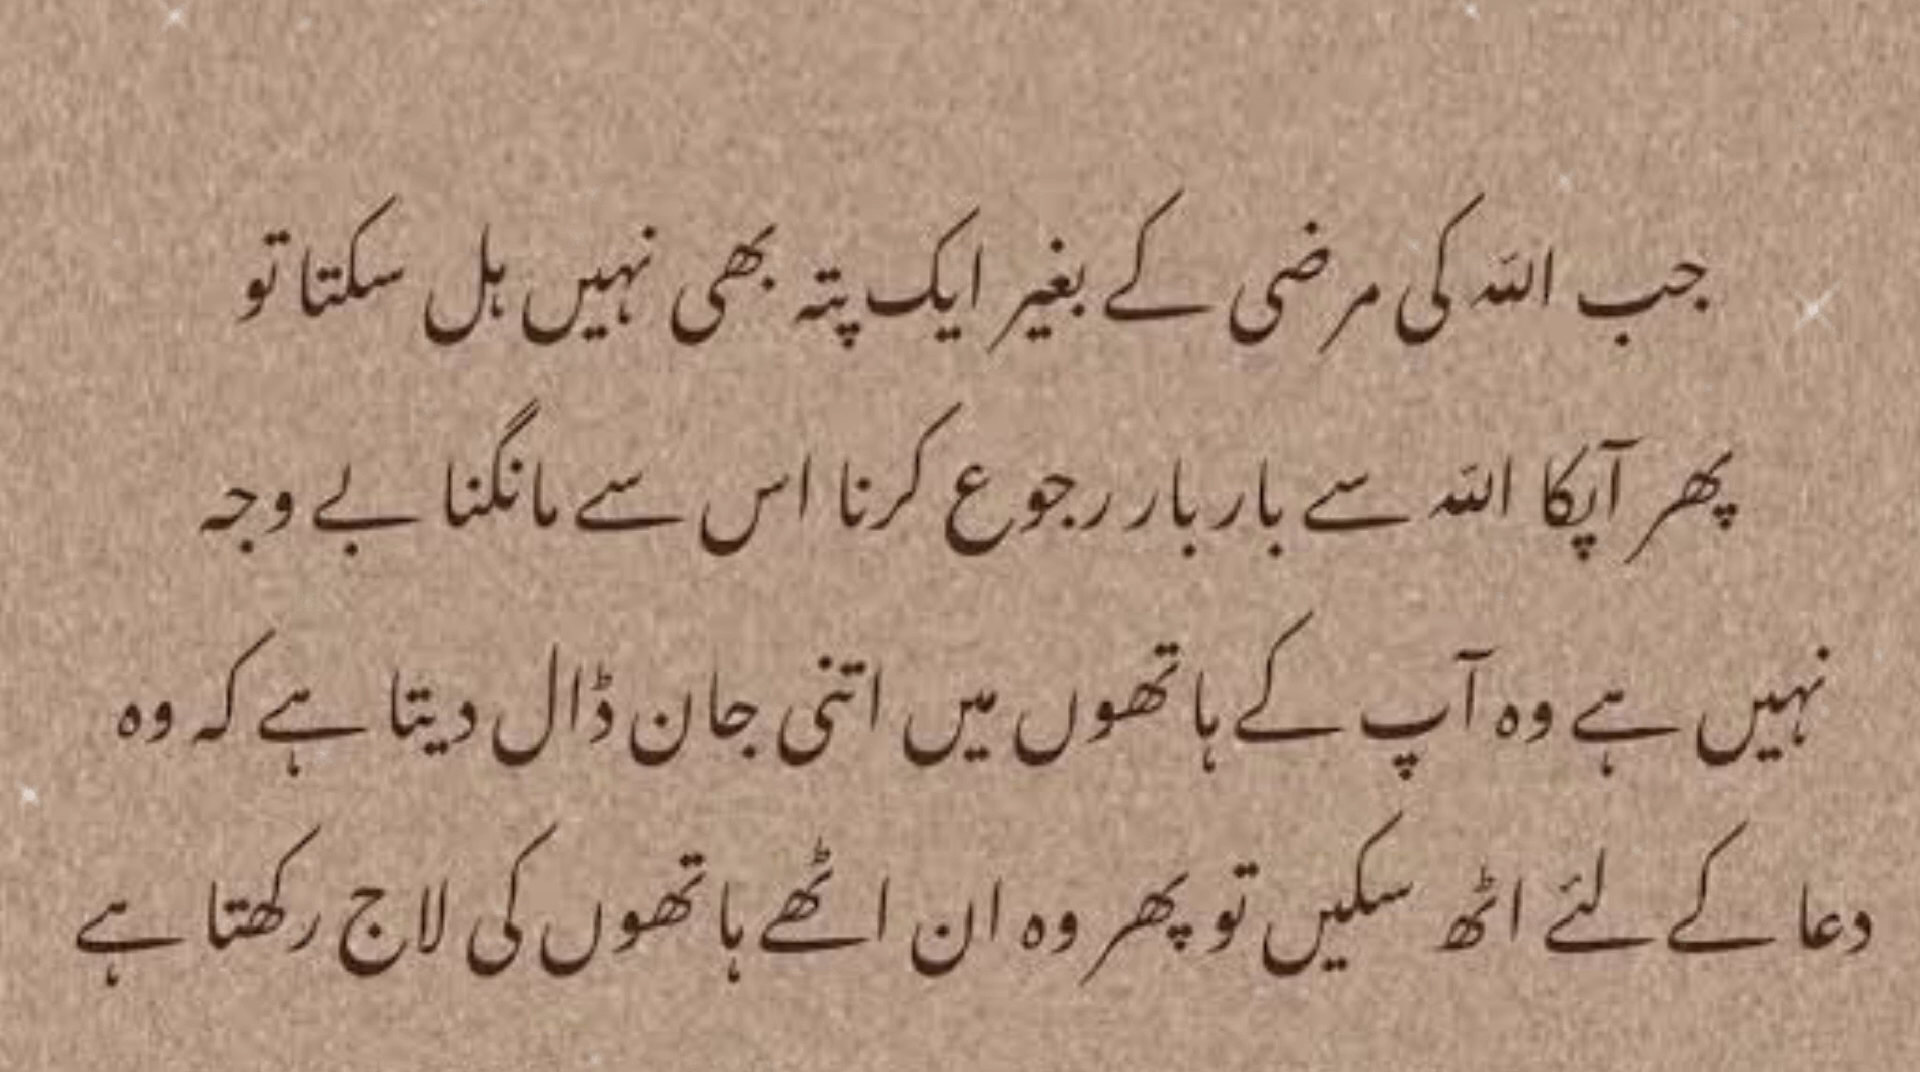 جب اللہ کی مرضی کے بغیر ایک پتہ بھی نہیں ہل سکتا تو
پھر آپکا اللہ سے بار بار رجوع کرنا اس سے مانگنا بے وجہ
نہیں ہے وہ آپ کے ہاتھوں میں اتنی جان ڈال دیتا ہے کہ وہ
دعا کے لئے اٹھ سکیں تو پھر وہ ان اٹھے ہاتھوں کی لاج رکھتا ہے